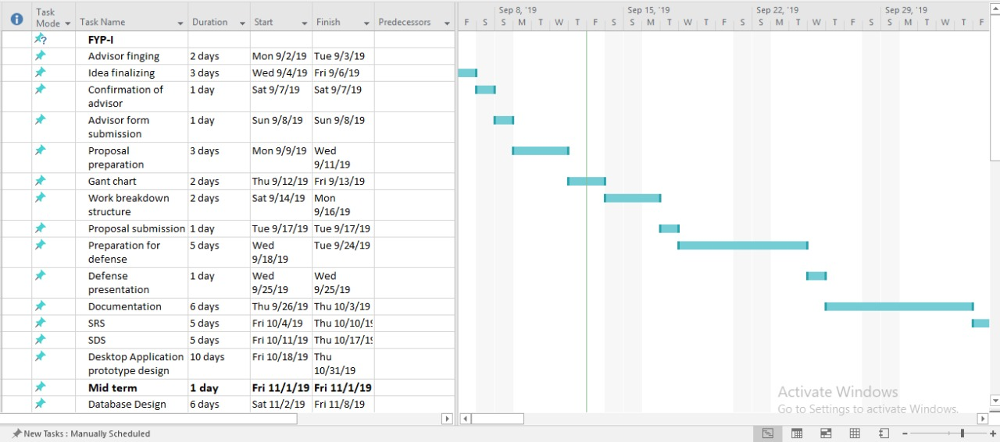 Task
Mode Task Name Duration Start Finish Predecessors
Sep 8, '19 Sep 15, '19 Sep 22, '19 Sep 29, '19
F S S M T W T F S S M T W T F S S M T W T F S S M T W T F
?
FYP-I
Advisor finging 2 days Mon 9/2/19 Tue 9/3/19
Idea finalizing 3 days Wed 9/4/19 Fri 9/6/19
Confirmation of 1 day Sat 9/7/19 Sat 9/7/19
advisor
Advisor form 1 day Sun 9/8/19 Sun 9/8/19
submission
Proposal 3 days Mon 9/9/19 Wed
preparation 9/11/19
Gant chart 2 days Thu 9/12/19 Fri 9/13/19
Work breakdown 2 days Sat 9/14/19 Mon
structure 9/16/19
Proposal submission 1 day Tue 9/17/19 Tue 9/17/19
Preparation for 5 days Wed Tue 9/24/19
defense 9/18/19
Defense 1 day Wed Wed
presentation 9/25/19 9/25/19
Documentation 6 days Thu 9/26/19 Thu 10/3/19
SRS 5 days Fri 10/4/19 Thu 10/10/19
SDS 5 days Fri 10/11/19 Thu 10/17/19
Desktop Application 10 days Fri 10/18/19 Thu
prototype design 10/31/19
Mid term 1 day Fri 11/1/19 Fri 11/1/19
Database Design 6 days Sat 11/2/19 Fri 11/8/19
Activate Windows
Go to Settings to activate Windows.
New Tasks : Manually Scheduled